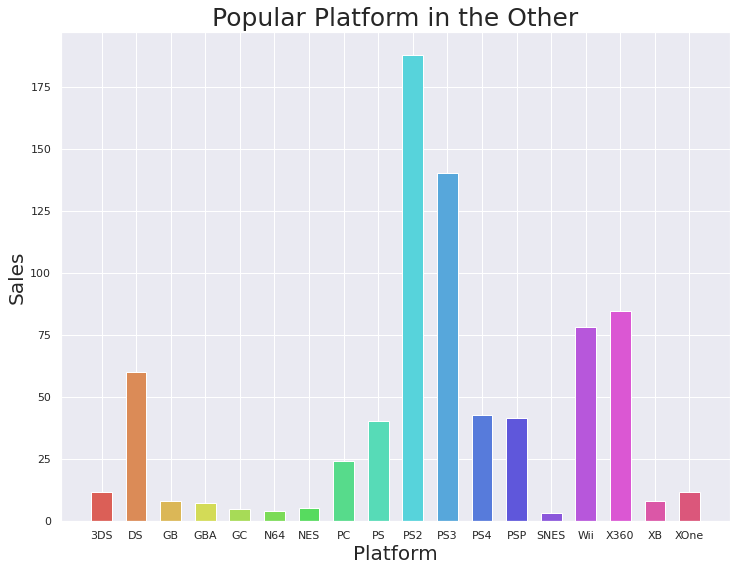 Popular Platform in the Other
Sales
175
150
125
100
75
50
25
0
3DS DS GB GBA GC N64 NES PC PS PS2 PS3 PS4 PSP SNES Wii X360 XB XOne
Platform